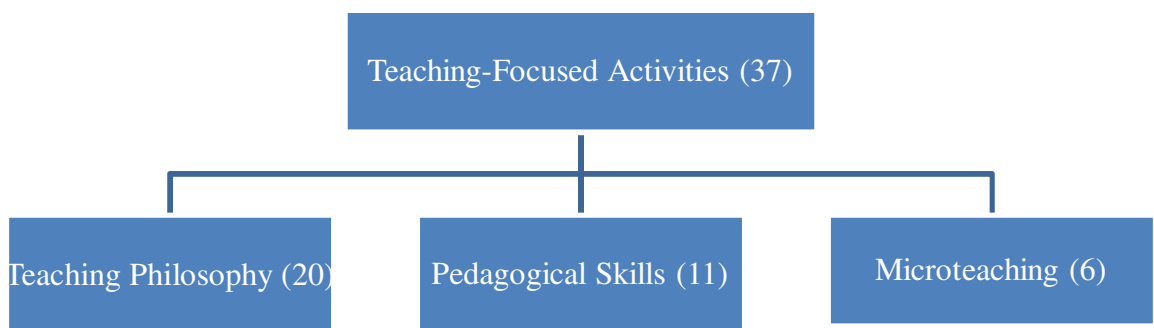 Teaching-Focused Activities (37)
Teaching Philosophy (20)
Pedagogical Skills (11)
Microteaching (6)